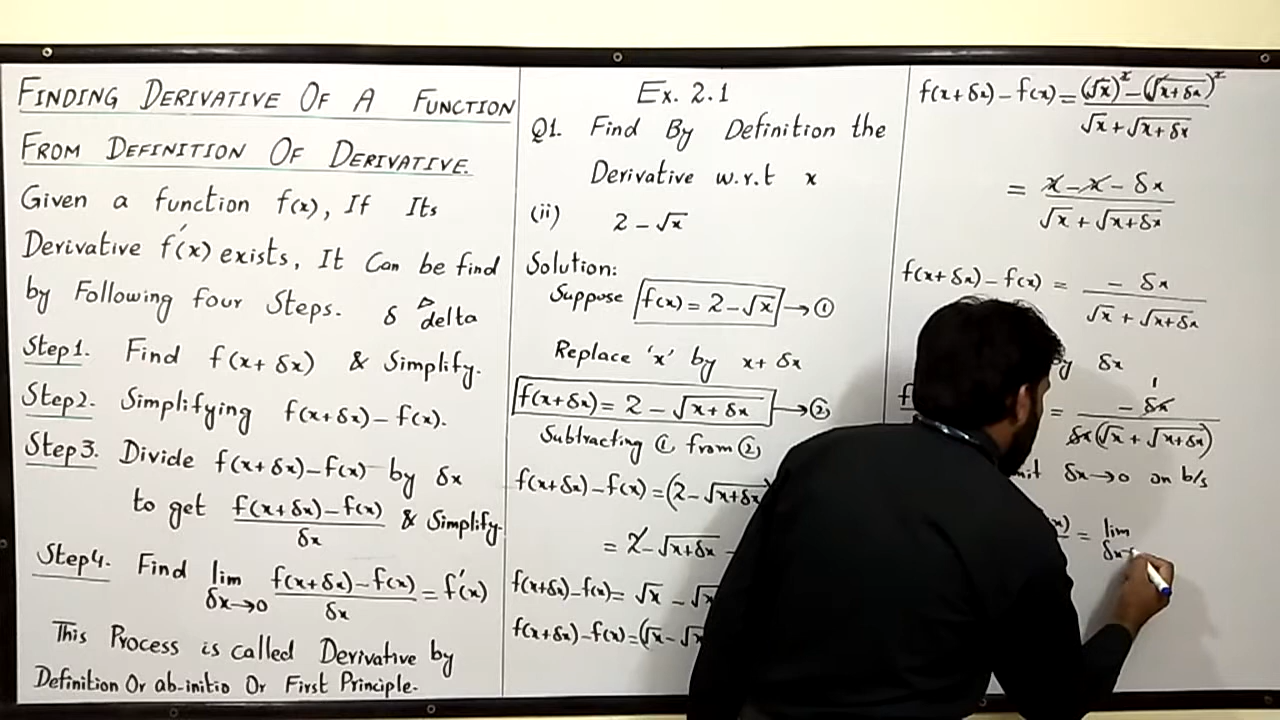 FINDING DERIVATIVE OF A FUNCTION
FROM DEFINITION OF DERIVATIVE.
Given a function f(x), If Its
Derivative f'(x) exists, It Can be find
by Following four Steps. δ delta
Step1. Find f(x+δx) & Simplify.
Step2. Simplifying f(x+δx)-f(x).
Step3. Divide f(x+δx)-f(x) by δx
to get f(x+δx)-f(x)/δx & Simplify.
Step4. Find lim δx→0 f(x+δx)-f(x)/δx = f'(x)
This Process is called Derivative by
Definition Or ab-initio Or First Principle.
Ex. 2.1
Q1. Find By Definition the
Derivative w.r.t x
(ii) 2-√x
Solution:
Suppose f(x) = 2-√x → ①
Replace 'x' by x+δx
f(x+δx) = 2-√x+δx → ②
Subtracting ① from ②
f(x+δx)-f(x) = (2-√x+δx
= 2-√x+δx -
f(x+δx)-f(x) = √x - √x
f(x+δx)-f(x) = (√x-√x
f(x+δx)-f(x) = (√x)²-(√x+δx)²/√x+√x+δx
= x-x-δx/√x+√x+δx
f(x+δx)-f(x) = -δx/√x+√x+δx
δx
= -δx 1/δx(√x+√x+δx)
δx→0 on b/s
= lim δx